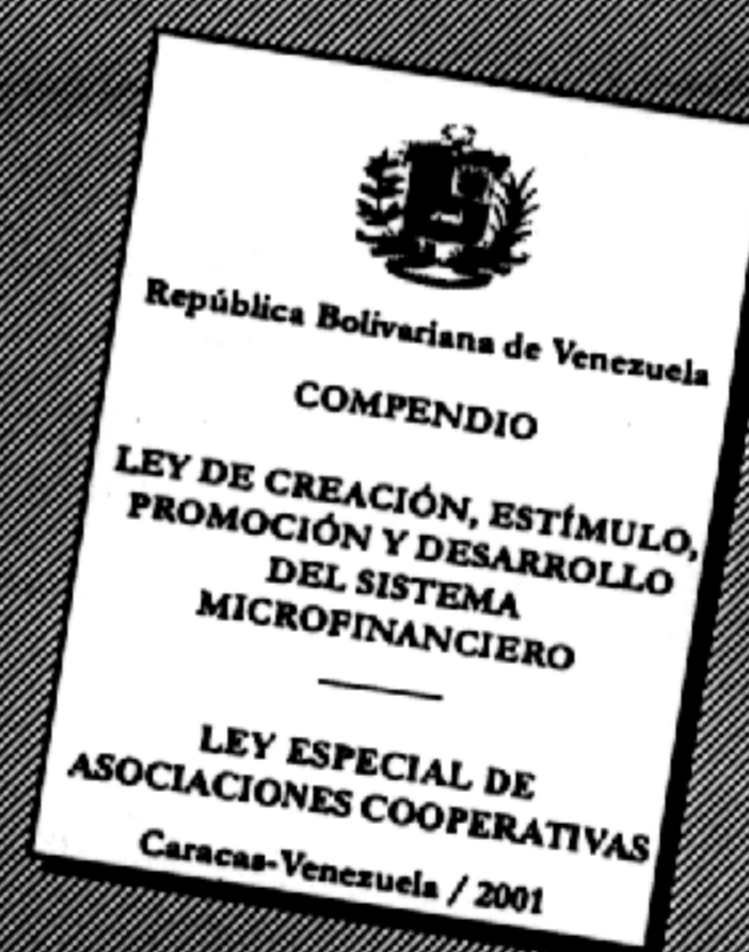 República Bolivariana de Venezuela
COMPENDIO
LEY DE CREACIÓN, ESTÍMULO,
PROMOCIÓN Y DESARROLLO
DEL SISTEMA
MICROFINANCIERO
LEY ESPECIAL DE
ASOCIACIONES COOPERATIVAS
Caracas-Venezuela / 2001